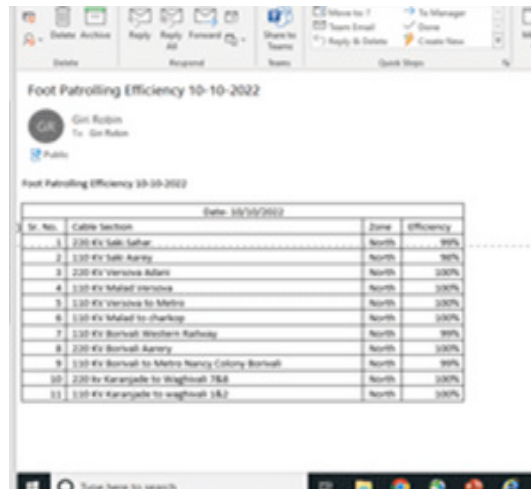 Move to: ?
To Manager
Team Email
Done
Reply & Delete
Create New
Delete Archive
Reply Reply All Forward
Share to Teams
Delete
Respond
Teams
Quick Steps
Foot Patrolling Efficiency 10-10-2022
GR
Giri Robin
To Giri Robin
Public
Foot Patrolling Efficiency 10-10-2022
Date- 10/10/2022
Sr. No. Cable Section Zone Efficiency
1 220 KV Saki Sahar North 99%
2 110 KV Saki Aarey North 98%
3 220 KV Versova Adani North 100%
4 110 KV Malad Versova North 100%
5 110 KV Versova to Metro North 100%
6 110 KV Malad to charkop North 100%
7 110 KV Borivali Western Railway North 99%
8 220 KV Borivali Aarery North 100%
9 110 KV Borivali to Metro Nancy Colony Borivali North 99%
10 220 kv Karanjade to Waghivali 7&8 North 100%
11 110 KV Karanjade to waghivali 1&2 North 100%
Type here to search